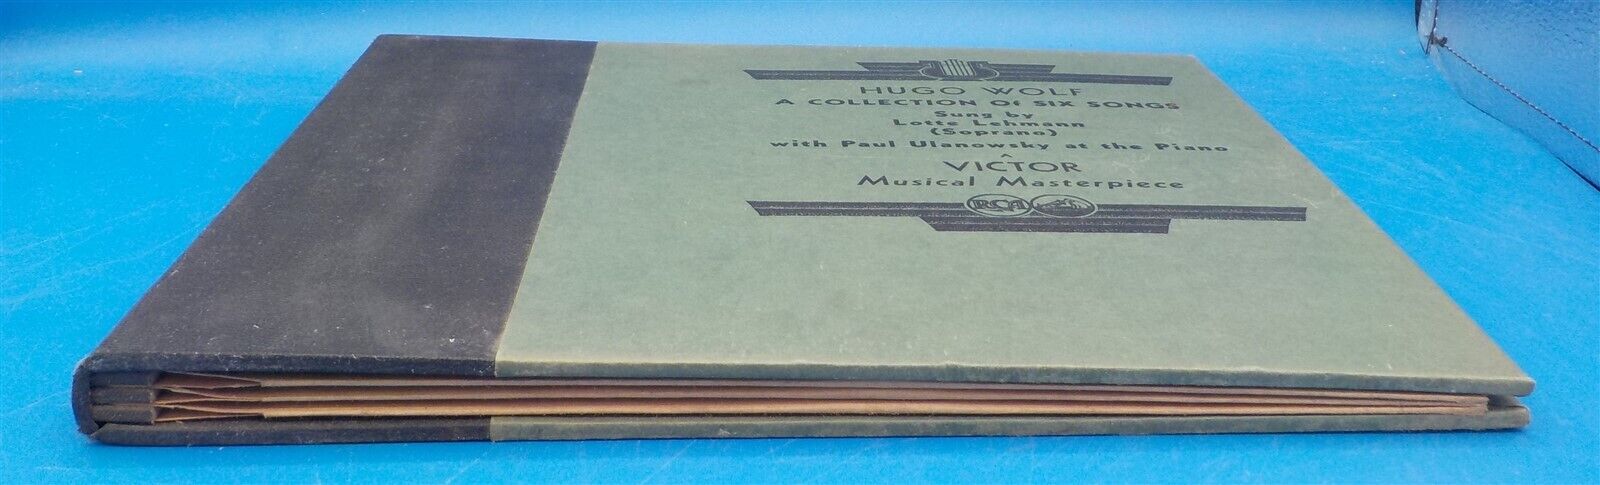 HUGO WOLF
A COLLECTION Of SIX SONGS
Sung by
Lotte Lehmann
(Soprano)
with Paul Ulanowsky at the Piano
A
VICTOR
Musical Masterpiece
RCA